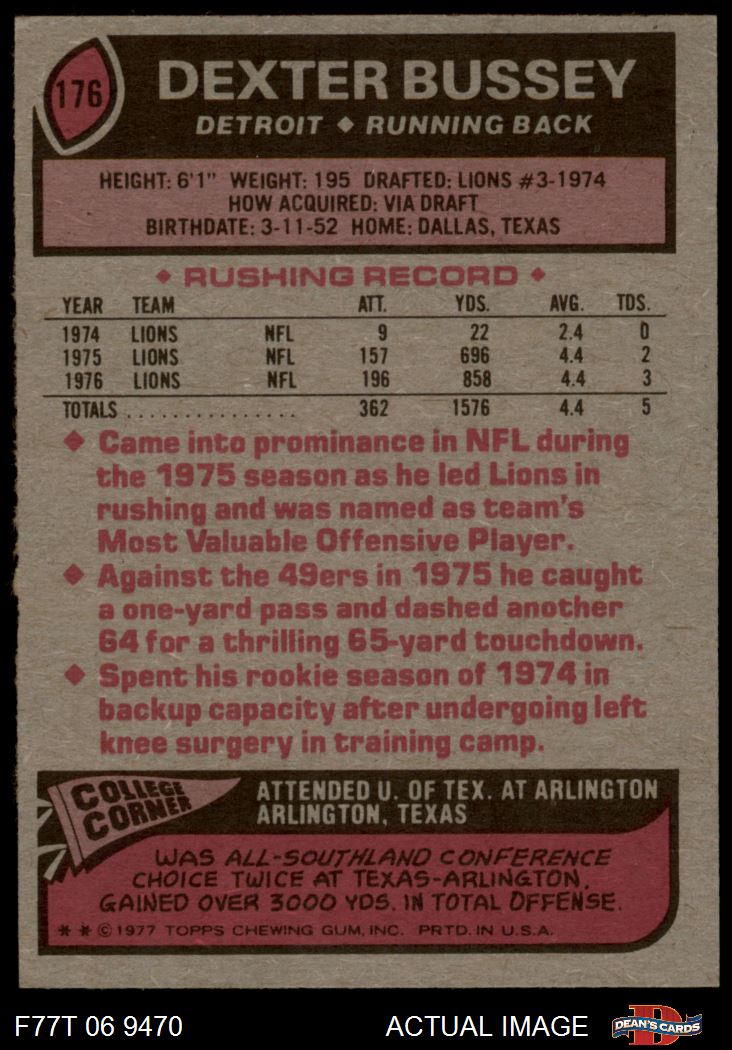 176
DEXTER BUSSEY
DETROIT ◆ RUNNING BACK
HEIGHT: 6'1" WEIGHT: 195 DRAFTED: LIONS #3-1974
HOW ACQUIRED: VIA DRAFT
BIRTHDATE: 3-11-52 HOME: DALLAS, TEXAS
◆ RUSHING RECORD ◆
YEAR TEAM ATT. YDS. AVG. TDS.
1974 LIONS NFL 9 22 2.4 0
1975 LIONS NFL 157 696 4.4 2
1976 LIONS NFL 196 858 4.4 3
TOTALS . . . . . . . . . . . . . . . . 362 1576 4.4 5
◆ Came into prominance in NFL during
the 1975 season as he led Lions in
rushing and was named as team's
Most Valuable Offensive Player.
◆ Against the 49ers in 1975 he caught
a one-yard pass and dashed another
64 for a thrilling 65-yard touchdown.
◆ Spent his rookie season of 1974 in
backup capacity after undergoing left
knee surgery in training camp.
COLLEGE
CORNER
ATTENDED U. OF TEX. AT ARLINGTON
ARLINGTON, TEXAS
WAS ALL-SOUTHLAND CONFERENCE
CHOICE TWICE AT TEXAS-ARLINGTON.
GAINED OVER 3000 YDS. IN TOTAL OFFENSE.
** © 1977 TOPPS CHEWING GUM, INC. PRTD. IN U.S.A.
F77T 06 9470
ACTUAL IMAGE
D
DEAN'S CARDS